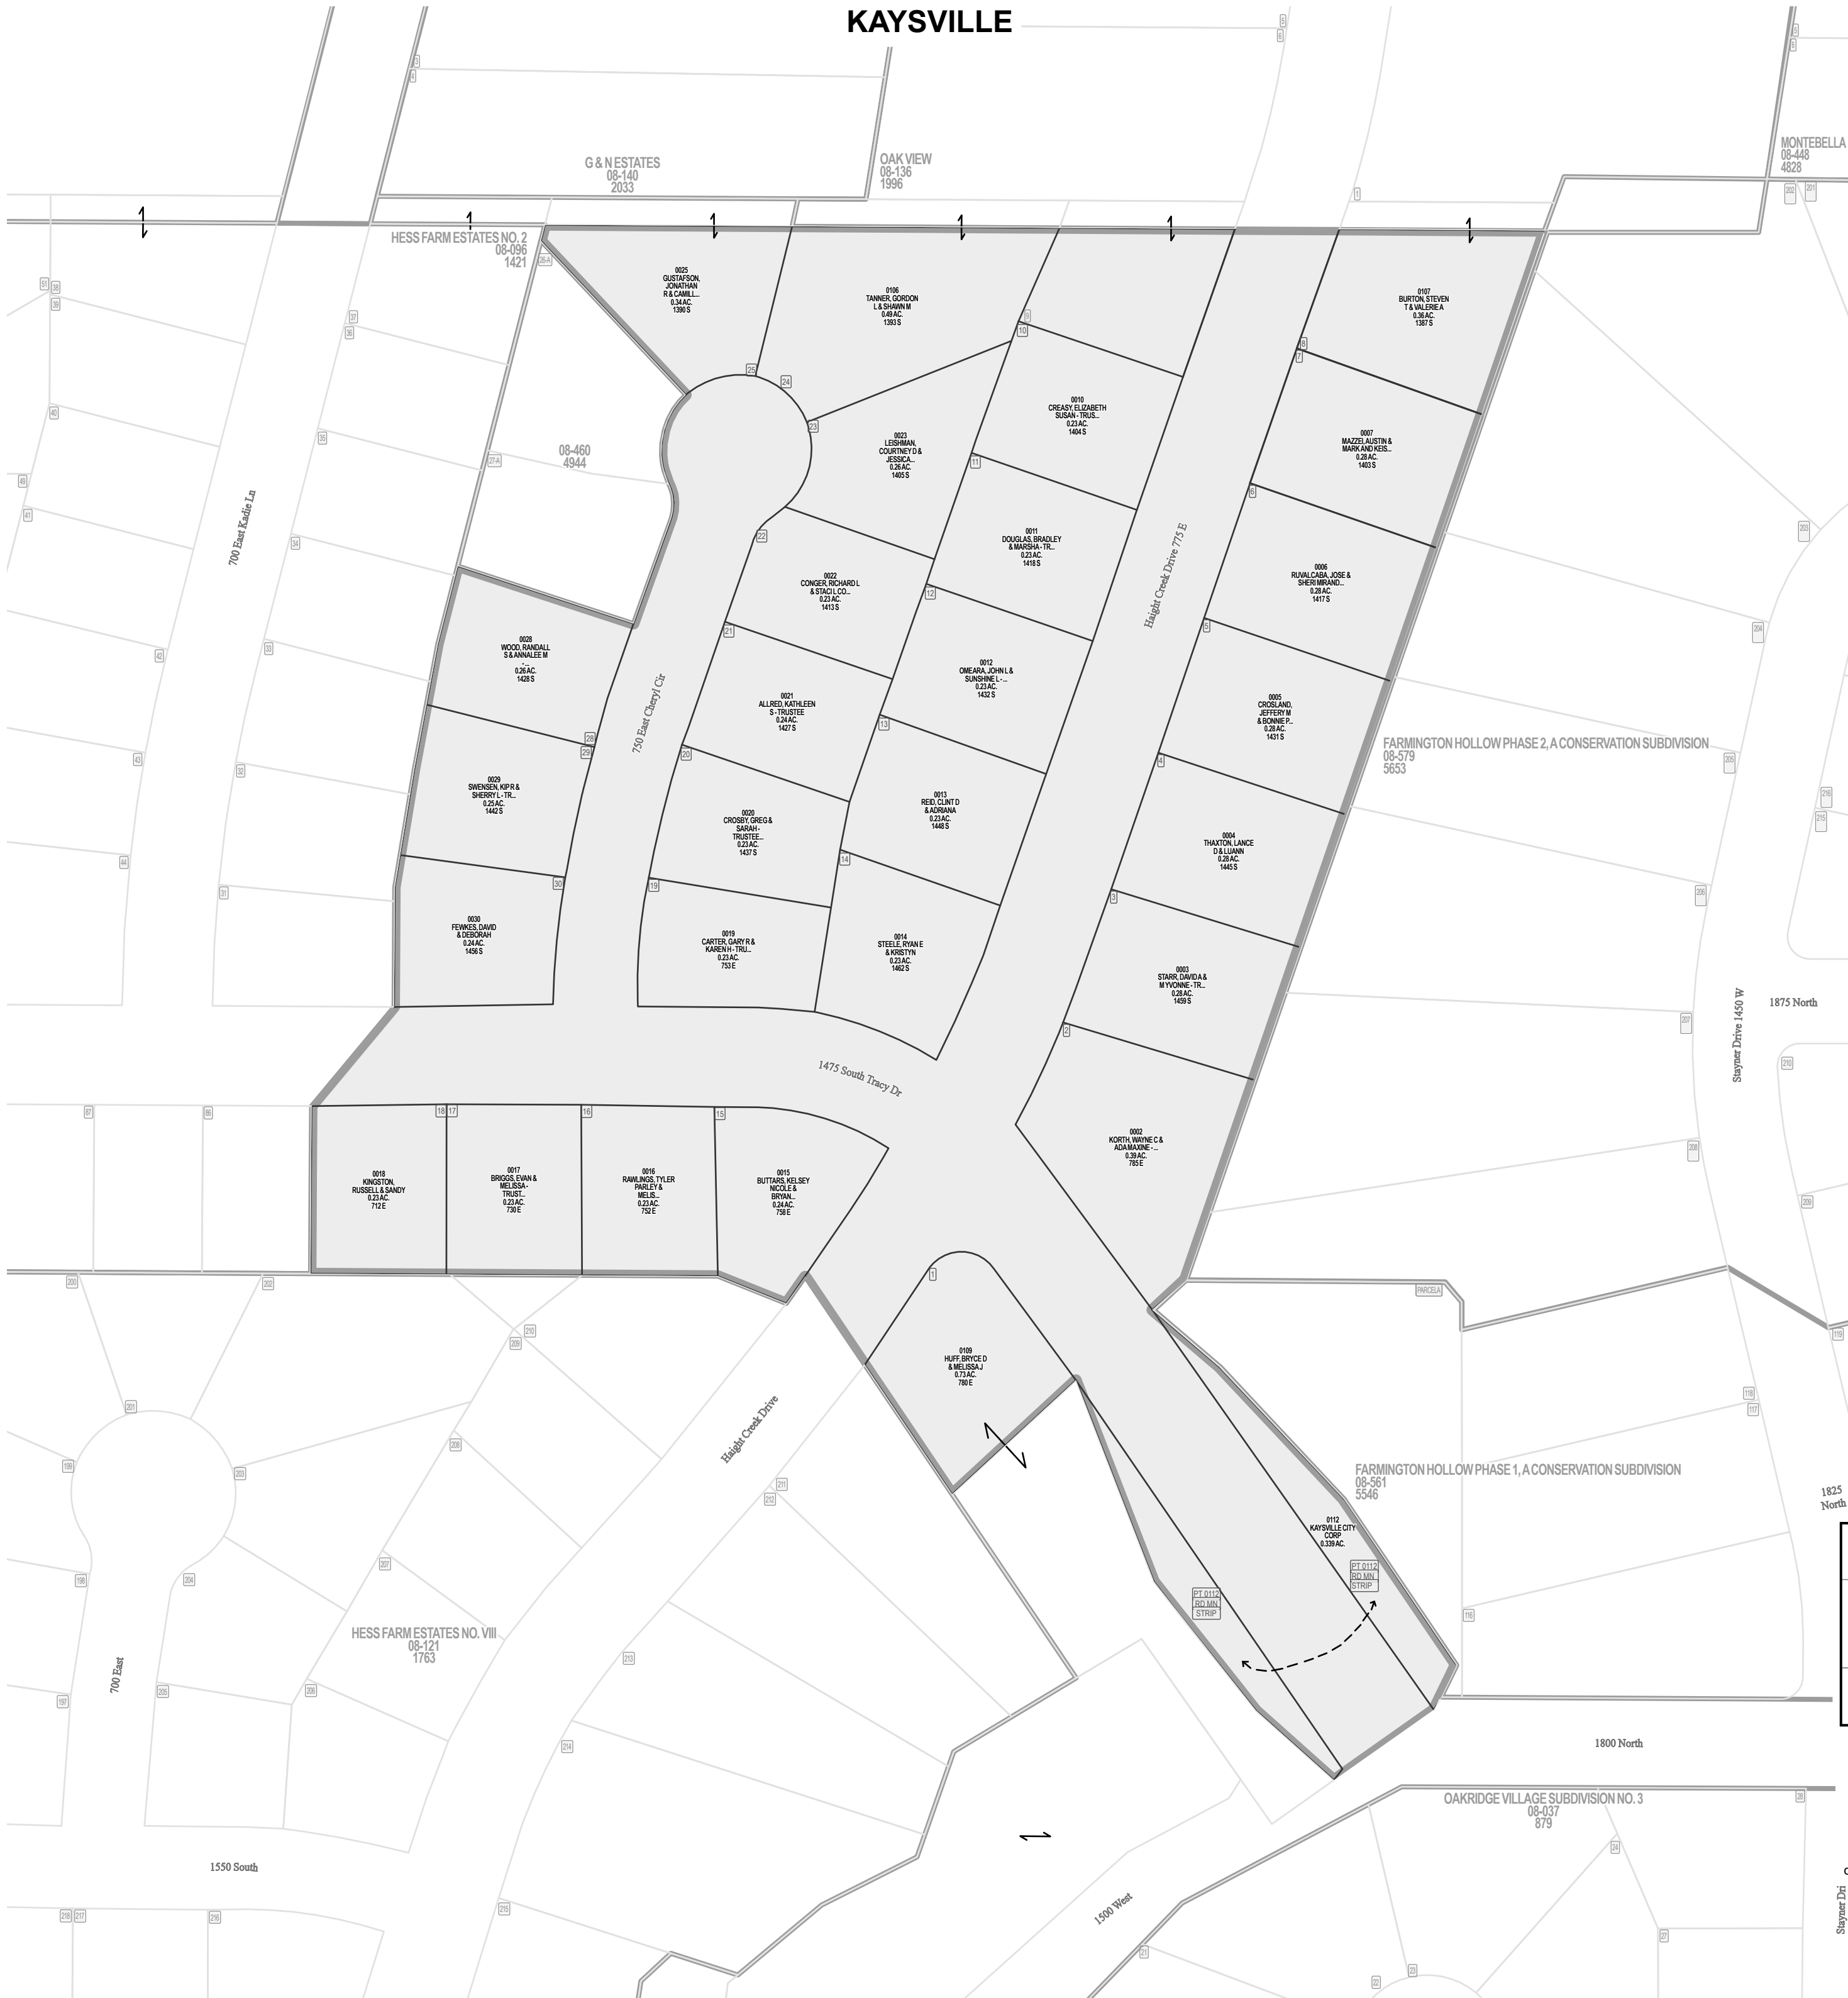 KAYSVILLE
G & N ESTATES
08-140
2033
OAK VIEW
08-136
1996
MONTEBELLA
08-448
4828
HESS FARM ESTATES NO. 2
08-096
1421
26-A
0025
GUSTAFSON,
JONATHAN
R & CAMILL...
0.34 AC.
1390 S
0106
TANNER, GORDON
L & SHAWN M
0.49 AC.
1393 S
0107
BURTON, STEVEN
T & VALERIE A
0.36 AC.
1387 S
0010
CREASY, ELIZABETH
SUSAN - TRUS...
0.23 AC.
1404 S
0007
MAZZEI, AUSTIN &
MARK AND KEIS...
0.28 AC.
1403 S
0023
LEISHMAN,
COURTNEY D &
JESSICA...
0.26 AC.
1405 S
08-460
4944
27-A
700 East Kadie Ln
0011
DOUGLAS, BRADLEY
& MARSHA - TR...
0.23 AC.
1418 S
Haight Creek Drive 775 E
0006
RUVALCABA, JOSE &
SHERI MIRAND...
0.28 AC.
1417 S
0022
CONGER, RICHARD L
& STACI L CO...
0.23 AC.
1413 S
0028
WOOD, RANDALL
S & ANNALEE M
- ...
0.26 AC.
1428 S
0012
OMEARA, JOHN L &
SUNSHINE L - ...
0.23 AC.
1432 S
0021
ALLRED, KATHLEEN
S - TRUSTEE
0.24 AC.
1427 S
750 East Cheryl Cir
0005
CROSLAND,
JEFFERY M
& BONNIE P...
0.28 AC.
1431 S
FARMINGTON HOLLOW PHASE 2, A CONSERVATION SUBDIVISION
08-579
5653
0029
SWENSEN, KIP R &
SHERRY L - TR...
0.25 AC.
1442 S
0020
CROSBY, GREG &
SARAH -
TRUSTEE...
0.23 AC.
1437 S
0013
REID, CLINT D
& ADRIANA
0.23 AC.
1448 S
0004
THAXTON, LANCE
D & LUANN
0.28 AC.
1445 S
0030
FEWKES, DAVID
& DEBORAH
0.24 AC.
1456 S
0019
CARTER, GARY R &
KAREN H - TRU...
0.23 AC.
753 E
0014
STEELE, RYAN E
& KRISTYN
0.23 AC.
1462 S
0003
STARR, DAVID A &
M YVONNE - TR...
0.28 AC.
1459 S
1875 North
Stayner Drive 1450 W
1475 South Tracy Dr
0002
KORTH, WAYNE C &
ADA MAXINE - ...
0.39 AC.
785 E
0018
KINGSTON,
RUSSELL & SANDY
0.23 AC.
712 E
0017
BRIGGS, EVAN &
MELISSA -
TRUST...
0.23 AC.
730 E
0016
RAWLINGS, TYLER
PARLEY &
MELIS...
0.23 AC.
752 E
0015
BUTTARS, KELSEY
NICOLE &
BRYAN...
0.24 AC.
758 E
PARCEL A
0109
HUFF, BRYCE D
& MELISSA J
0.73 AC.
780 E
Haight Creek Drive
FARMINGTON HOLLOW PHASE 1, A CONSERVATION SUBDIVISION
08-561
5546
1825
North
0112
KAYSVILLE CITY
CORP
0.339 AC.
PT 0112
RD MN
STRIP
PT 0112
RD MN
STRIP
HESS FARM ESTATES NO. VIII
08-121
1763
700 East
1800 North
OAKRIDGE VILLAGE SUBDIVISION NO. 3
08-037
879
1550 South
1500 West
Stayner Dri